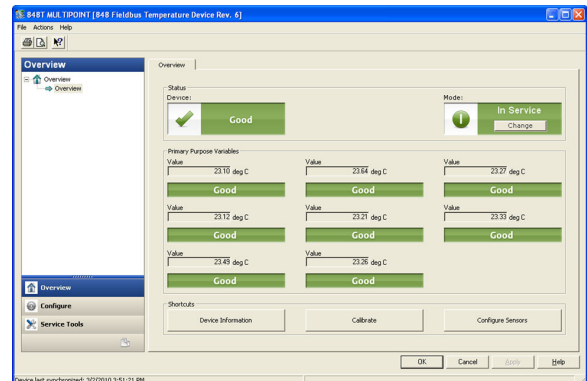 848T MULTIPOINT [848 Fieldbus Temperature Device Rev. 6]
File Actions Help
Overview
Overview
Overview
Overview
Status
Device:
Good
Mode:
In Service
Change
Primary Purpose Variables
Value Value Value
23.10 deg C 23.64 deg C 23.27 deg C
Good Good Good
Value Value Value
23.12 deg C 23.21 deg C 23.33 deg C
Good Good Good
Value Value
23.49 deg C 23.26 deg C
Good Good
Overview
Configure
Service Tools
Shortcuts
Device Information Calibrate Configure Sensors
OK Cancel Apply Help
Device last synchronized: 3/2/2010 3:51:21 PM